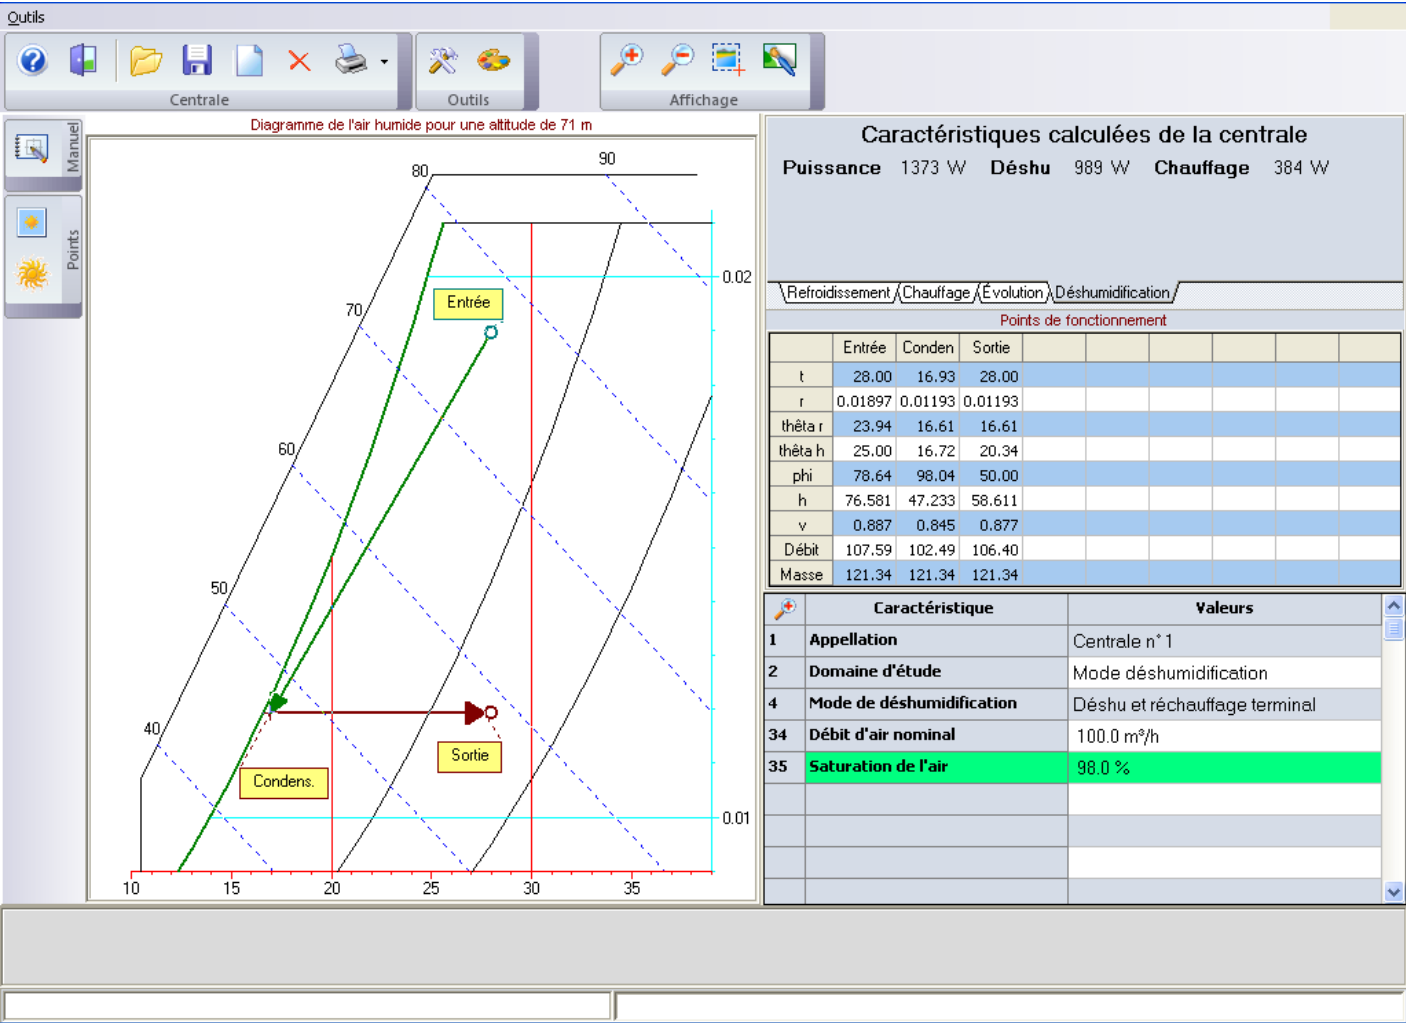 Outils
Centrale
Outils
Affichage
Manuel
Points
Diagramme de l'air humide pour une altitude de 71 m
90
80
70
60
50
40
0.02
0.01
Entrée
Sortie
Condens.
10 15 20 25 30 35
Caractéristiques calculées de la centrale
Puissance 1373 W Déshu 989 W Chauffage 384 W
Refroidissement Chauffage Évolution Déshumidification
Points de fonctionnement
Entrée Conden Sortie
t 28.00 16.93 28.00
r 0.01897 0.01193 0.01193
thêta r 23.94 16.61 16.61
thêta h 25.00 16.72 20.34
phi 78.64 98.04 50.00
h 76.581 47.233 58.611
v 0.887 0.845 0.877
Débit 107.59 102.49 106.40
Masse 121.34 121.34 121.34
Caractéristique Valeurs
1 Appellation Centrale n°1
2 Domaine d'étude Mode déshumidification
4 Mode de déshumidification Déshu et réchauffage terminal
34 Débit d'air nominal 100.0 m³/h
35 Saturation de l'air 98.0 %